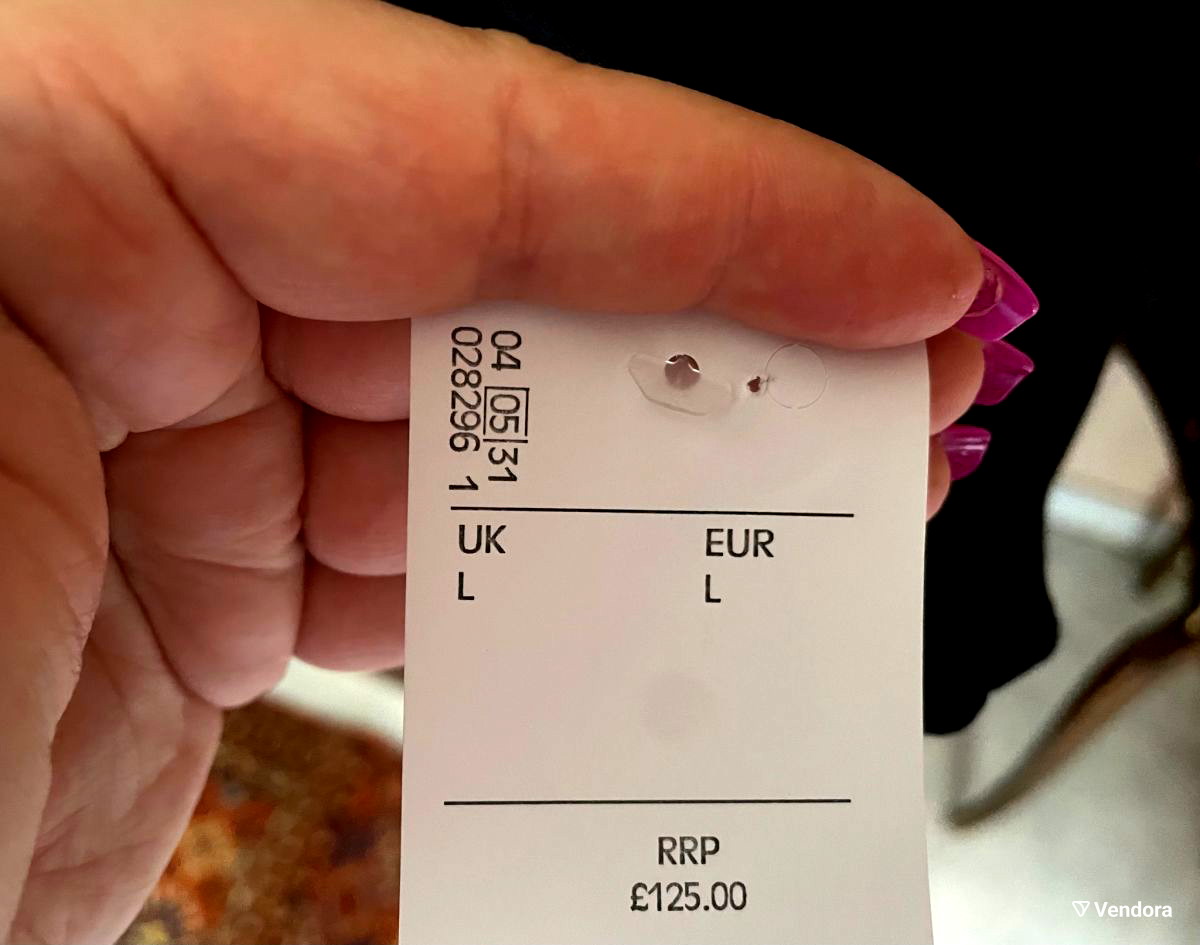 04 05 31
028296 1
UK EUR
L L
RRP
£125.00
Vendora